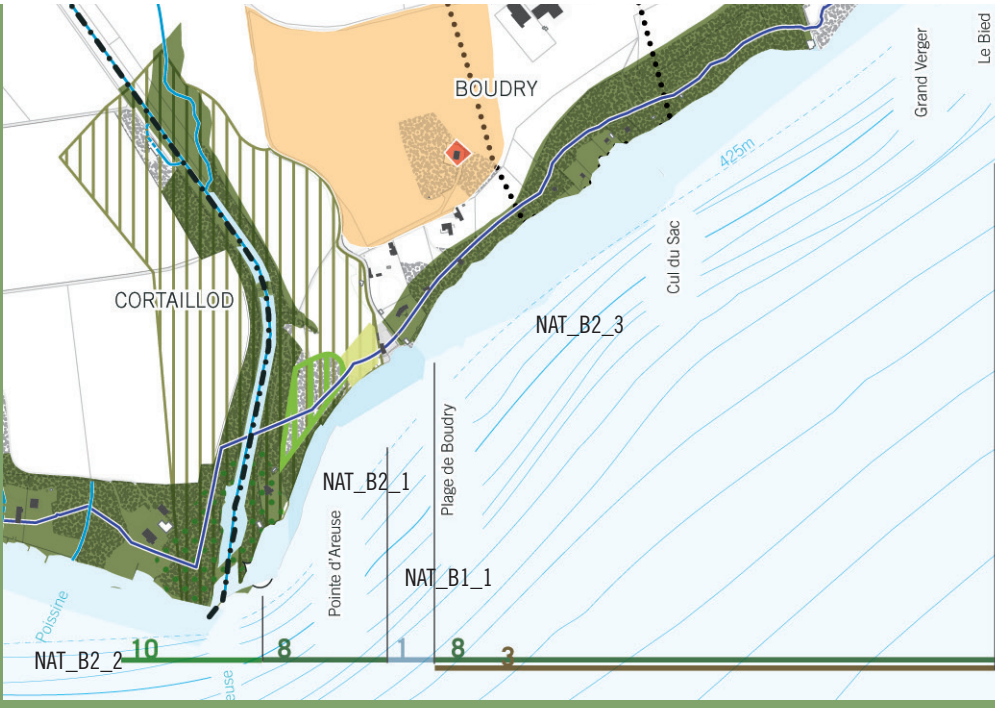 Le Bied
Grand Verger
BOUDRY
425m
Cul du Sac
CORTAILLOD
NAT_B2_3
Plage de Boudry
NAT_B2_1
Pointe d'Areuse
NAT_B1_1
Poissine
10
8
1
8
3
NAT_B2_2